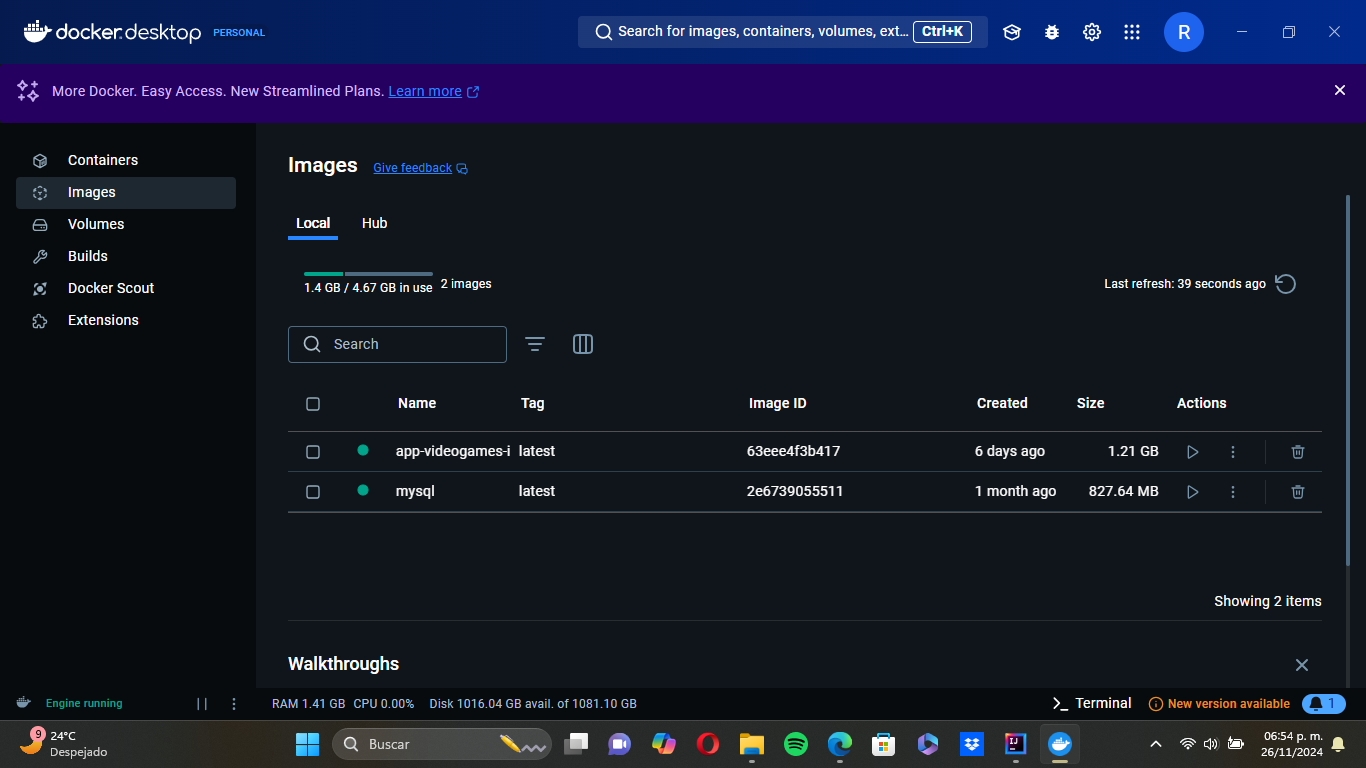 docker.desktop PERSONAL
Search for images, containers, volumes, ext... Ctrl+K
R
More Docker. Easy Access. New Streamlined Plans. Learn more
Containers
Images
Volumes
Builds
Docker Scout
Extensions
Images Give feedback
Local Hub
1.4 GB / 4.67 GB in use 2 images
Last refresh: 39 seconds ago
Search
Name Tag Image ID Created Size Actions
app-videogames-i latest 63eee4f3b417 6 days ago 1.21 GB
mysql latest 2e6739055511 1 month ago 827.64 MB
Showing 2 items
Walkthroughs
Engine running RAM 1.41 GB CPU 0.00% Disk 1016.04 GB avail. of 1081.10 GB
Terminal New version available 1
9 24°C
Despejado
Buscar
IJ
06:54 p. m.
26/11/2024